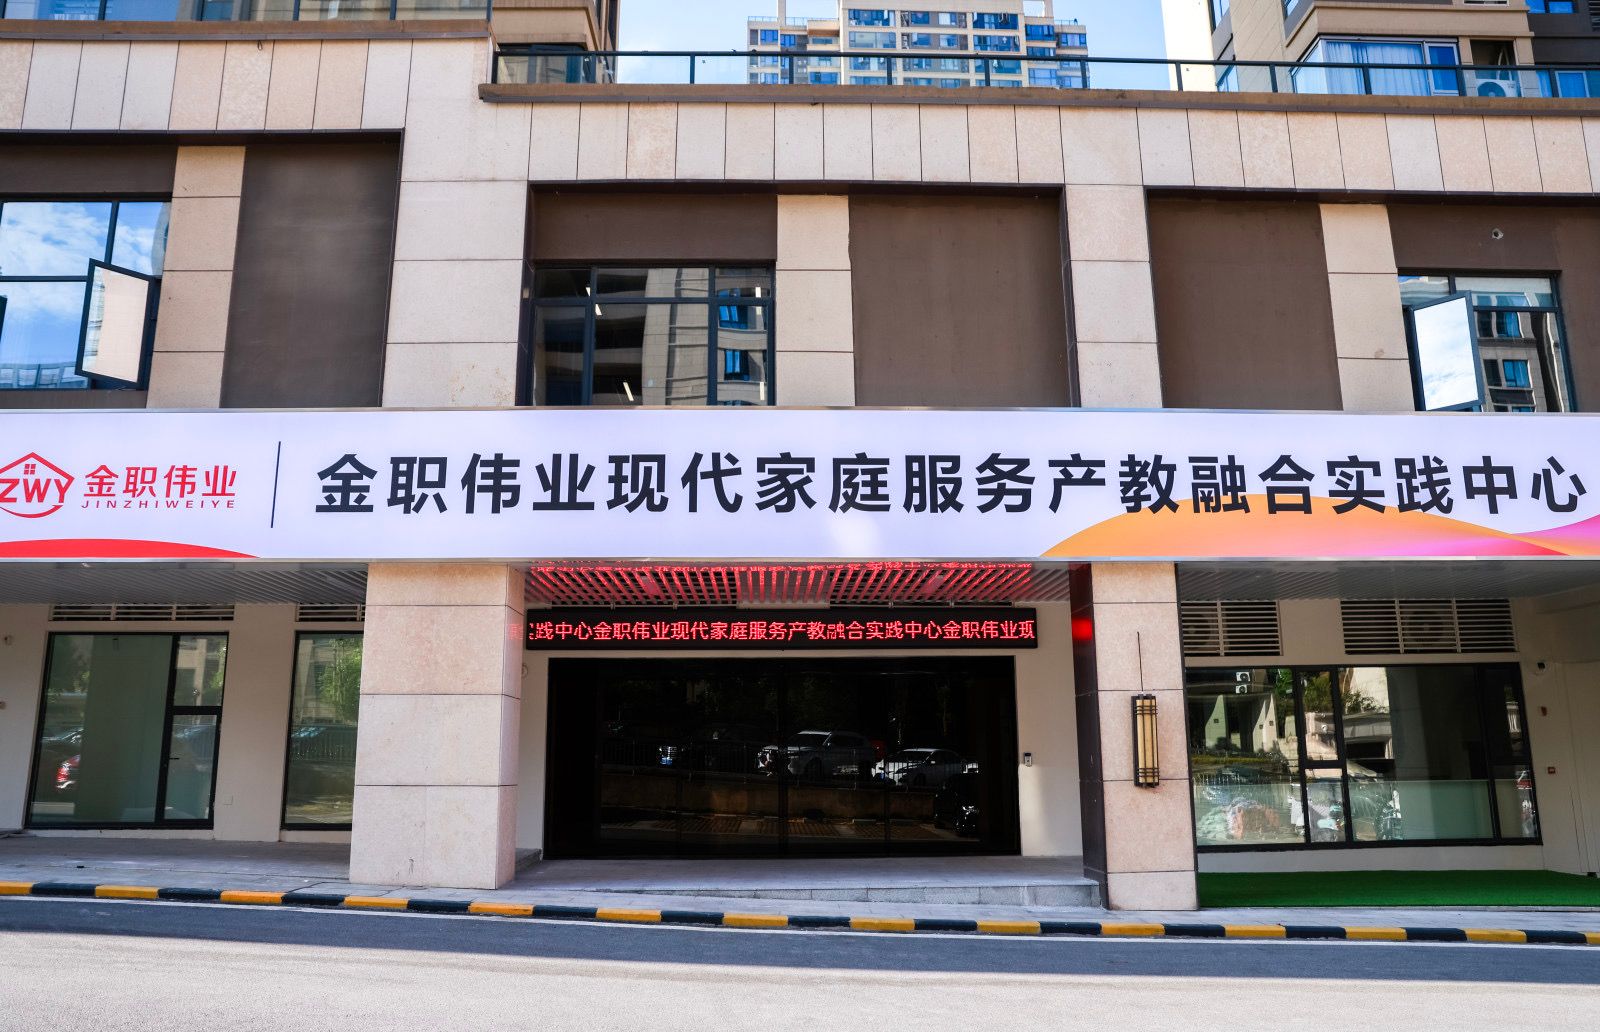 ZWY
金职伟业
JINZHIWEIYE
金职伟业现代家庭服务产教融合实践中心
实践中心金职伟业现代家庭服务产教融合实践中心金职伟业现